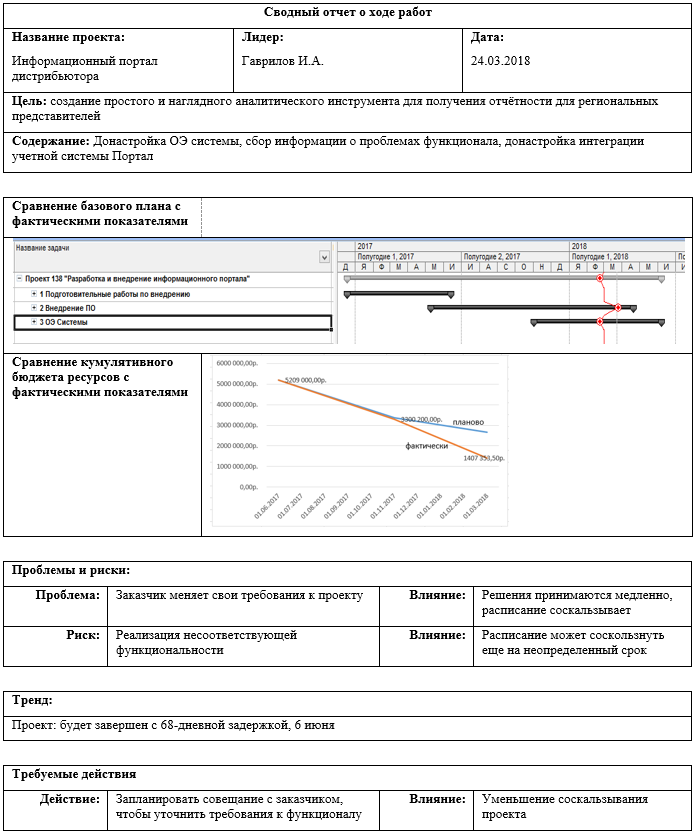 Сводный отчет о ходе работ
Название проекта:
Лидер:
Дата:
Информационный портал
дистрибьютора
Гаврилов И.А.
24.03.2018
Цель: создание простого и наглядного аналитического инструмента для получения отчётности для региональных
представителей
Содержание: Донастройка ОЭ системы, сбор информации о проблемах функционала, донастройка интеграции
учетной системы Портал
Сравнение базового плана с
фактическими показателями
Название задачи
2017
2018
Полугодие 1, 2017
Полугодие 2, 2017
Полугодие 1, 2018
По
Д Я Ф М А М И И А С О Н Д Я Ф М А М И И
Проект 138 "Разработка и внедрение информационного портала"
1 Подготовительные работы по внедрению
2 Внедрение ПО
3 ОЭ Системы
Сравнение кумулятивного
бюджета ресурсов с
фактическими показателями
6000 000,00р.
5000 000,00р.
4000 000,00р.
3000 000,00р.
2000 000,00р.
1000 000,00р.
0,00р.
5209 000,00р.
3300 200,00р.
планово
фактически
1407 353,50р.
01.06.2017
01.07.2017
01.08.2017
01.09.2017
01.10.2017
01.11.2017
01.12.2017
01.01.2018
01.02.2018
01.03.2018
Проблемы и риски:
Проблема:
Заказчик меняет свои требования к проекту
Влияние:
Решения принимаются медленно,
расписание соскальзывает
Риск:
Реализация несоответствующей
функциональности
Влияние:
Расписание может соскользнуть
еще на неопределенный срок
Тренд:
Проект: будет завершен с 68-дневной задержкой, 6 июня
Требуемые действия
Действие:
Запланировать совещание с заказчиком,
чтобы уточнить требования к функционалу
Влияние:
Уменьшение соскальзывания
проекта